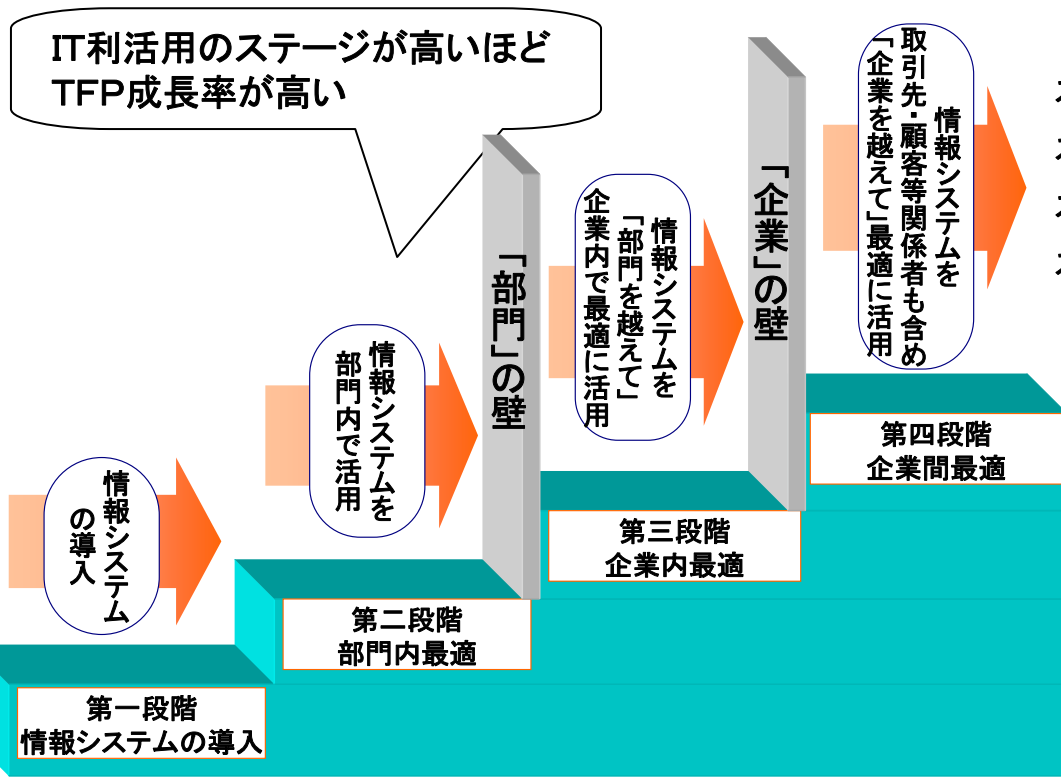 IT利活用のステージが高いほど
TFP成長率が高い
情報システム
の導入
第一段階
情報システムの導入
情報システムを
部門内で活用
第二段階
部門内最適
「部門」の壁
情報システムを
「部門を越えて」
企業内で最適に活用
第三段階
企業内最適
「企業」の壁
情報システムを
取引先・顧客等関係者も含め
「企業を越えて」最適に活用
第四段階
企業間最適